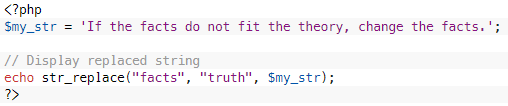 <?php
$my_str = 'If the facts do not fit the theory, change the facts.';
// Display replaced string
echo str_replace("facts", "truth", $my_str);
?>